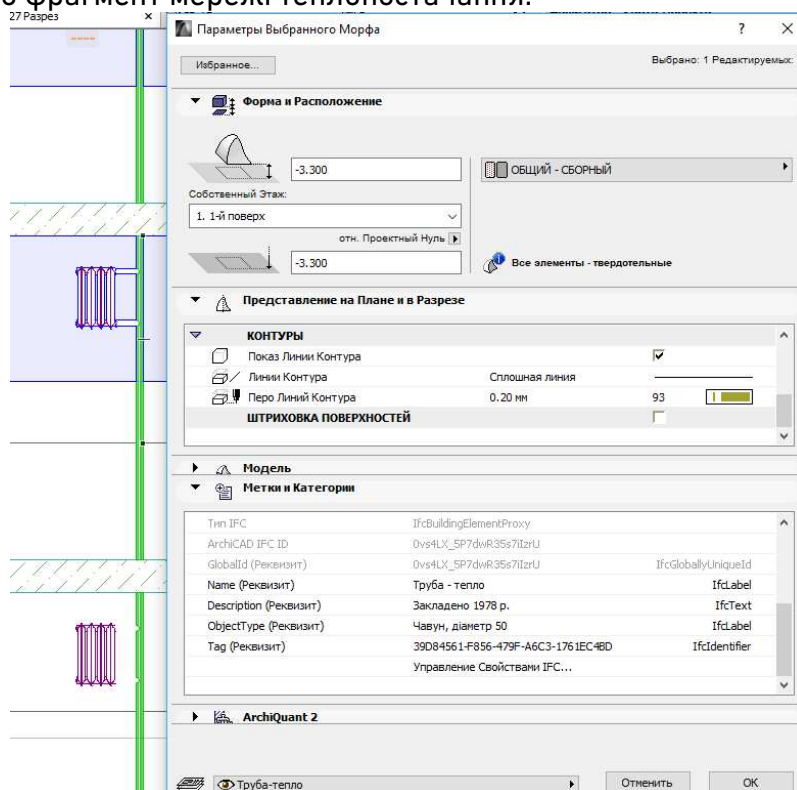 фрагмент мережі теплопостачання.
27 Разрез x
Параметры Выбранного Морфа ? X
Избранное... Выбрано: 1 Редактируемых:
Форма и Расположение
-3.300 ОБЩИЙ - СБОРНЫЙ
Собственный Этаж:
1. 1-й поверх
отн. Проектный Нуль
-3.300 Все элементы - твердотельные
Представление на Плане и в Разрезе
КОНТУРЫ
Показ Линии Контура
Линии Контура Сплошная линия
Перо Линий Контура 0.20 мм 93
ШТРИХОВКА ПОВЕРХНОСТЕЙ
Модель
Метки и Категории
Тип IFC IfcBuildingElementProxy
ArchiCAD IFC ID 0vs4LX_5P7dwR35s7iIzrU
GlobalId (Реквизит) 0vs4LX_5P7dwR35s7iIzrU IfcGloballyUniqueId
Name (Реквизит) Труба - тепло IfcLabel
Description (Реквизит) Закладено 1978 р. IfcText
ObjectType (Реквизит) Чавун, діаметр 50 IfcLabel
Tag (Реквизит) 39D84561-F856-479F-A6C3-1761EC4BD IfcIdentifier
Управление Свойствами IFC...
ArchiQuant 2
Труба-тепло Отменить OK